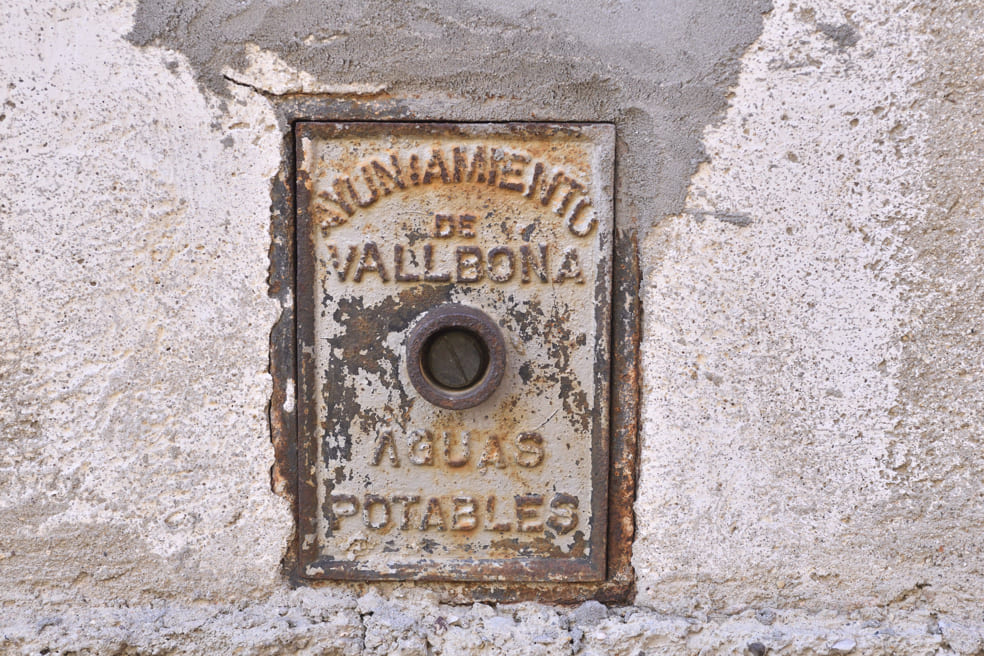 AYUNTAMIENTO
DE
VALLBONA
AGUAS
POTABLES